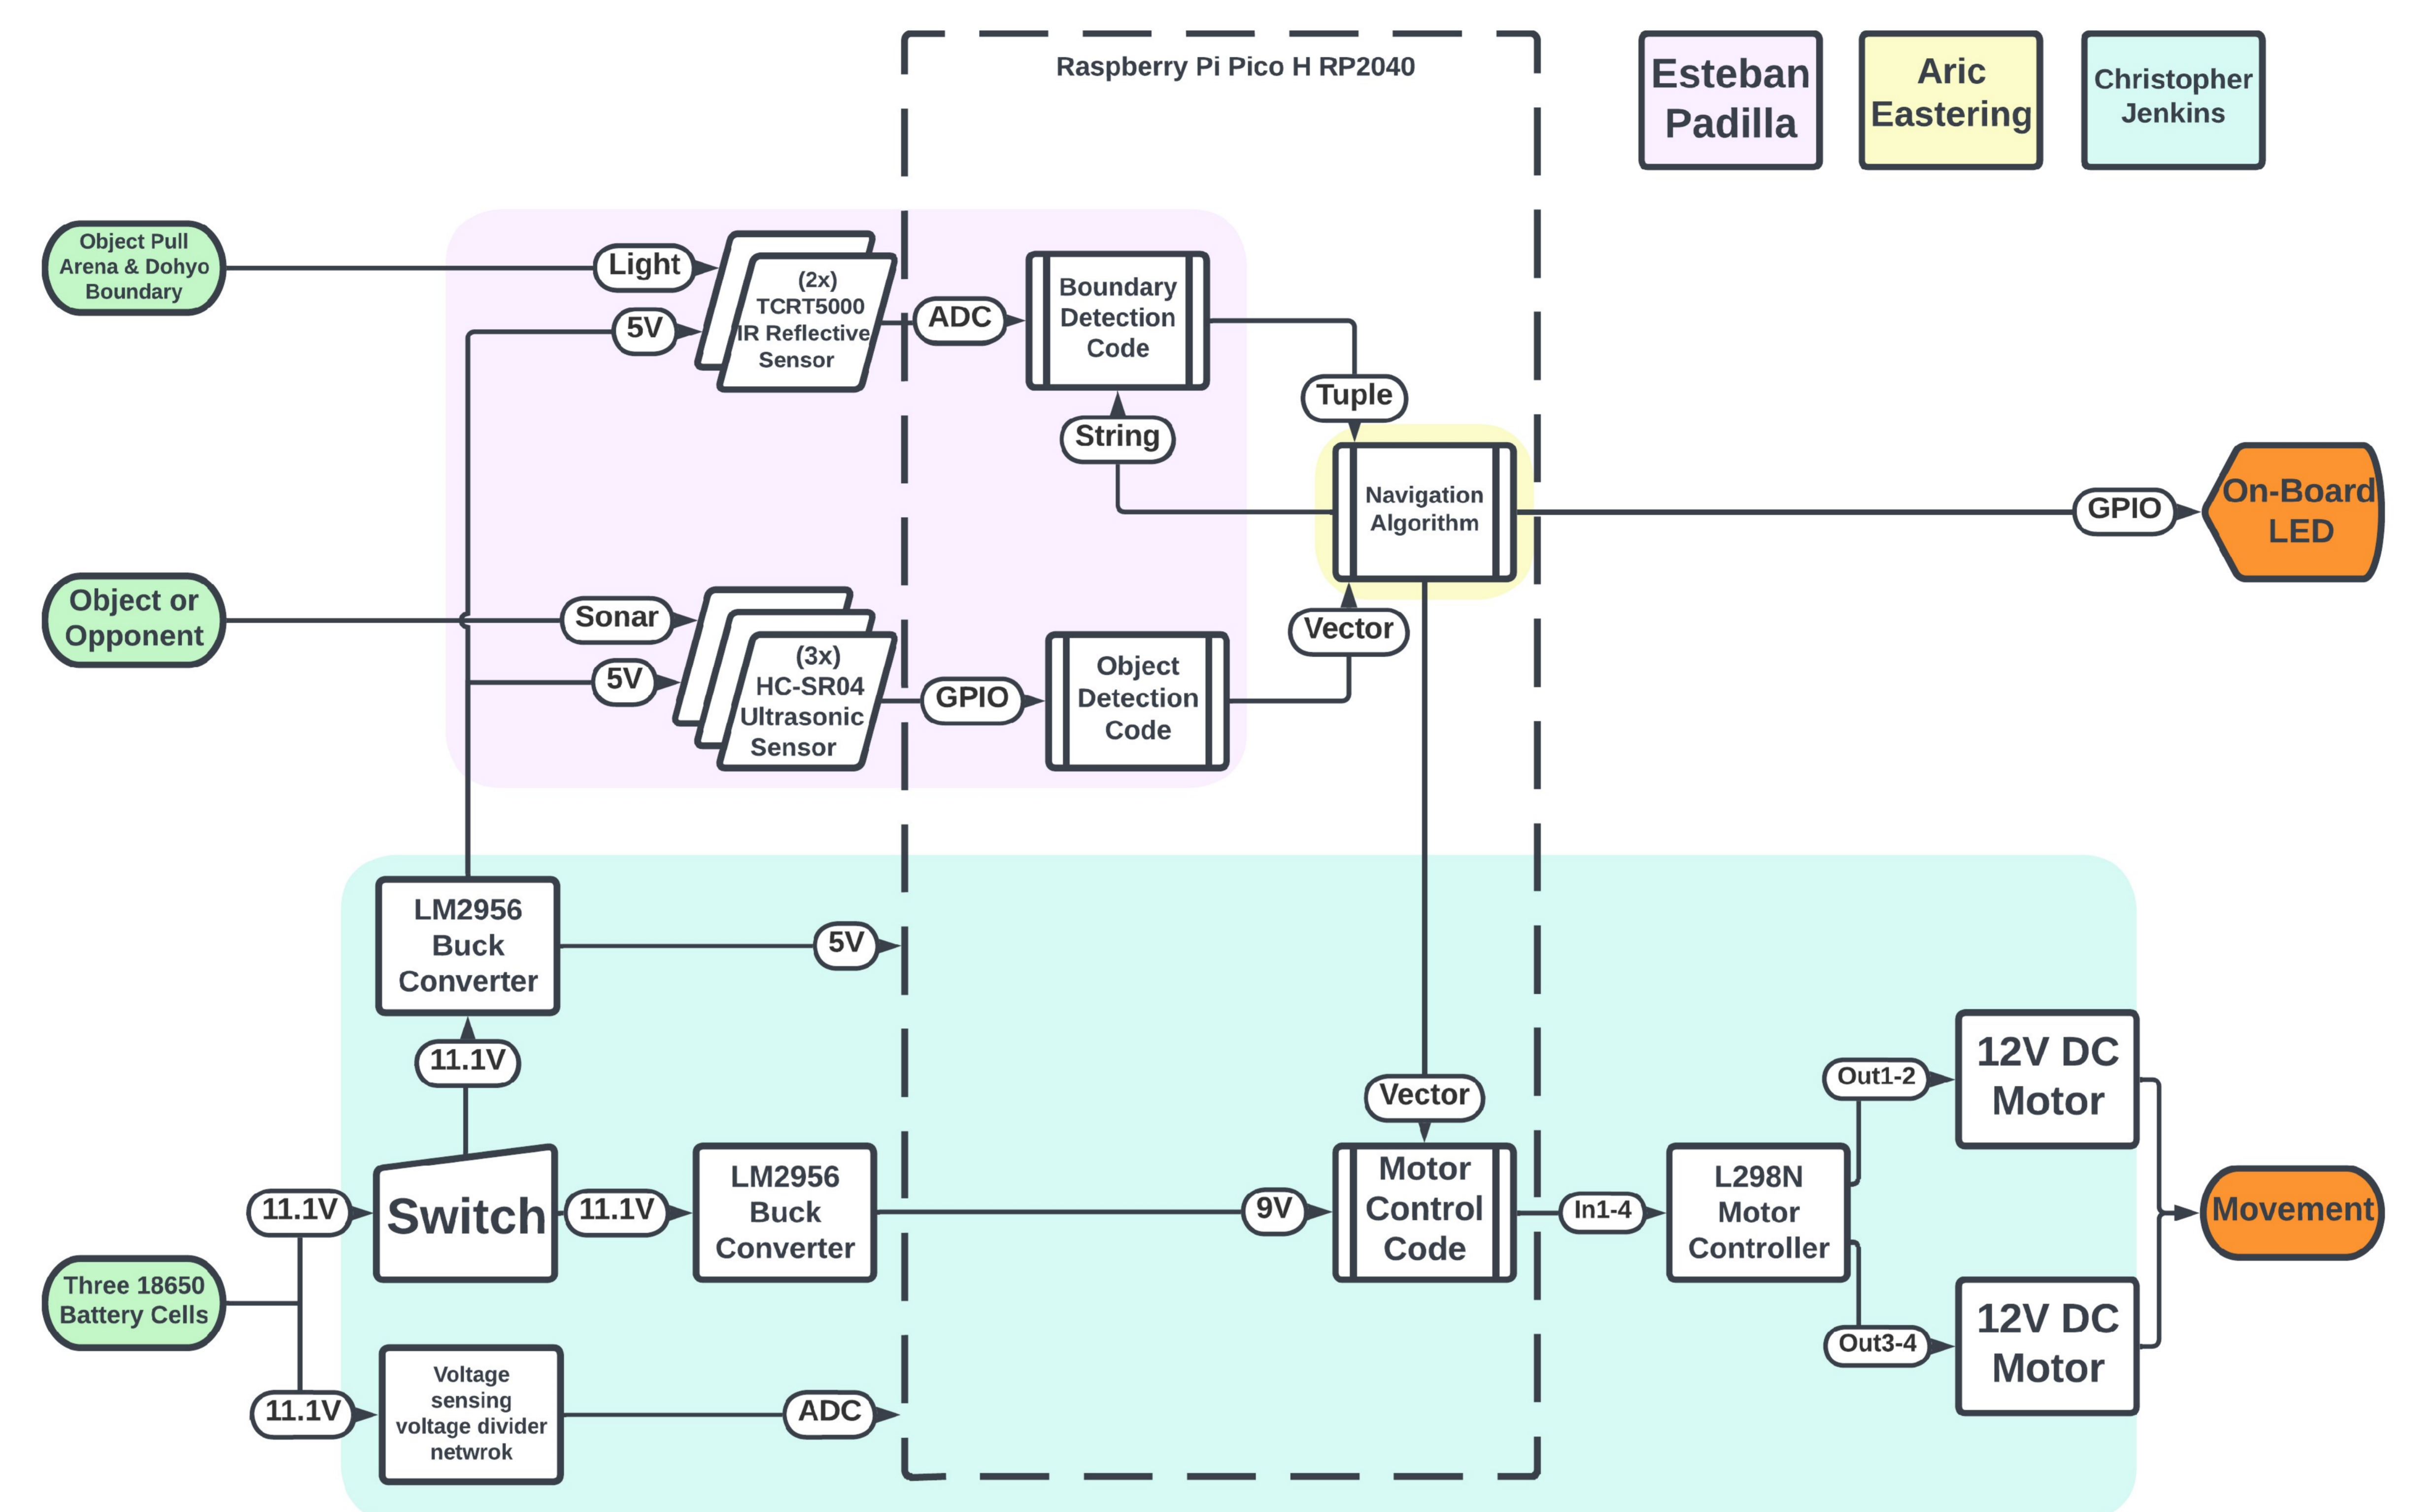 Raspberry Pi Pico H RP2040
Esteban
Padilla
Aric
Eastering
Christopher
Jenkins
Object Pull
Arena & Dohyo
Boundary
Light
5V
(2x)
TCRT5000
IR Reflective
Sensor
ADC
Boundary
Detection
Code
Tuple
String
Navigation
Algorithm
GPIO
On-Board
LED
Object or
Opponent
Sonar
5V
(3x)
HC-SR04
Ultrasonic
Sensor
GPIO
Object
Detection
Code
Vector
LM2956
Buck
Converter
5V
11.1V
Vector
11.1V
Switch
11.1V
LM2956
Buck
Converter
9V
Motor
Control
Code
In1-4
L298N
Motor
Controller
Out1-2
12V DC
Motor
Out3-4
12V DC
Motor
Movement
Three 18650
Battery Cells
11.1V
Voltage
sensing
voltage divider
netwrok
ADC